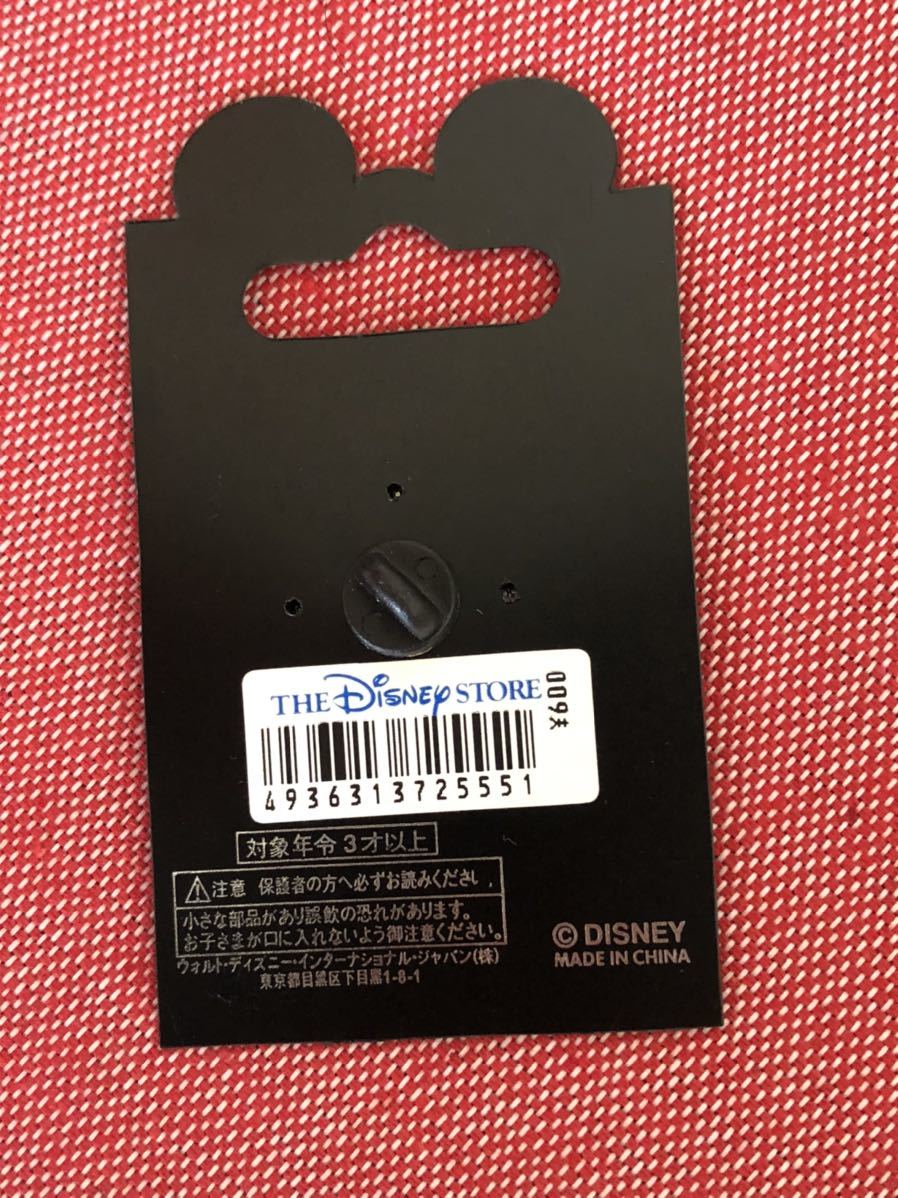 THE DISNEY STORE
600
4936313725551
対象年令3才以上
⚠注意 保護者の方へ必ずお読みください。
小さな部品があり誤飲の恐れがあります。
お子さまが口に入れないよう御注意ください。
ウォルト・ディズニー・インターナショナル・ジャパン(株)
東京都目黒区下目黒1-8-1
© DISNEY
MADE IN CHINA